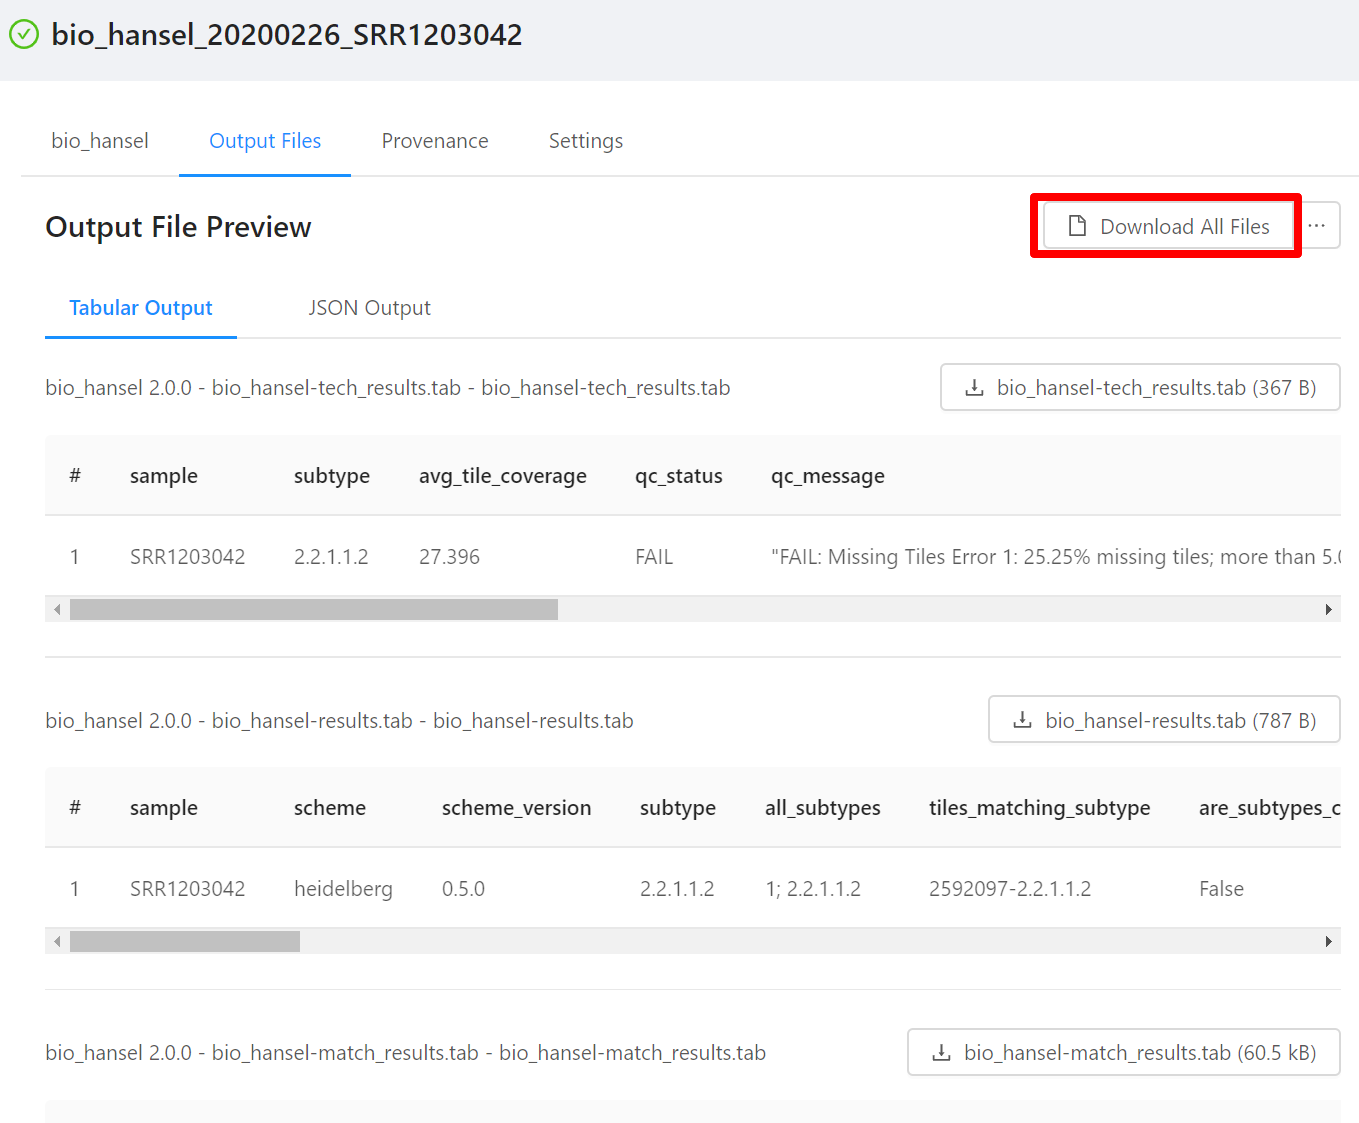 bio_hansel_20200226_SRR1203042
bio_hansel Output Files Provenance Settings
Output File Preview Download All Files ...
Tabular Output JSON Output
bio_hansel 2.0.0 - bio_hansel-tech_results.tab - bio_hansel-tech_results.tab bio_hansel-tech_results.tab (367 B)
# sample subtype avg_tile_coverage qc_status qc_message
1 SRR1203042 2.2.1.1.2 27.396 FAIL "FAIL: Missing Tiles Error 1: 25.25% missing tiles; more than 5.0
bio_hansel 2.0.0 - bio_hansel-results.tab - bio_hansel-results.tab bio_hansel-results.tab (787 B)
# sample scheme scheme_version subtype all_subtypes tiles_matching_subtype are_subtypes_c
1 SRR1203042 heidelberg 0.5.0 2.2.1.1.2 1; 2.2.1.1.2 2592097-2.2.1.1.2 False
bio_hansel 2.0.0 - bio_hansel-match_results.tab - bio_hansel-match_results.tab bio_hansel-match_results.tab (60.5 kB)